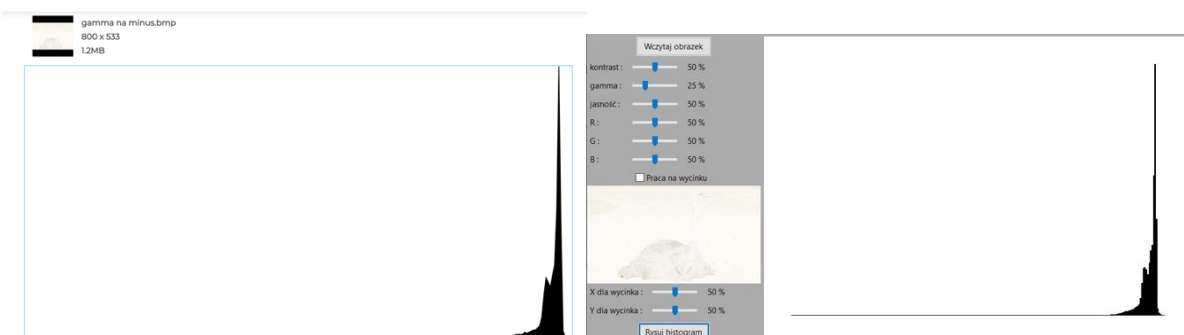 gamma na minus.bmp
800 x 533
1.2MB
Wczytaj obrazek
kontrast : 50 %
gamma : 25 %
jasność : 50 %
R : 50 %
G : 50 %
B : 50 %
Praca na wycinku
X dla wycinka : 50 %
Y dla wycinka : 50 %
Rysuj histogram